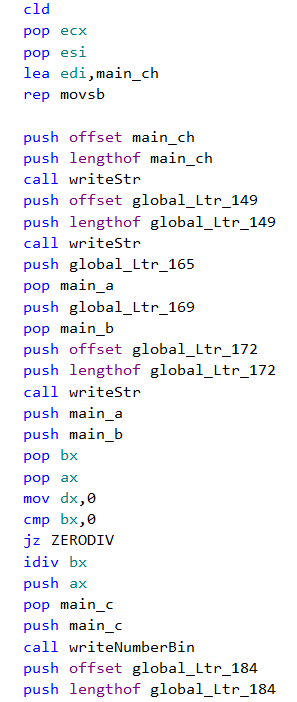 cld
pop ecx
pop esi
lea edi,main_ch
rep movsb
push offset main_ch
push lengthof main_ch
call writeStr
push offset global_Ltr_149
push lengthof global_Ltr_149
call writeStr
push global_Ltr_165
pop main_a
push global_Ltr_169
pop main_b
push offset global_Ltr_172
push lengthof global_Ltr_172
call writeStr
push main_a
push main_b
pop bx
pop ax
mov dx,0
cmp bx,0
jz ZERODIV
idiv bx
push ax
pop main_c
push main_c
call writeNumberBin
push offset global_Ltr_184
push lengthof global_Ltr_184